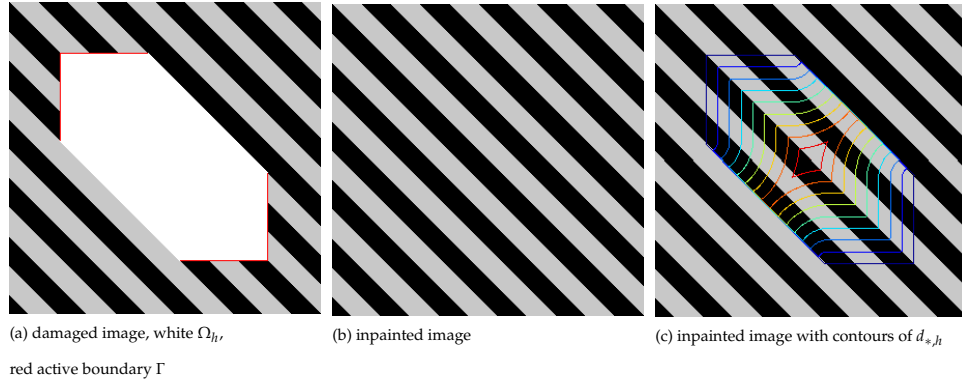 (a) damaged image, white Ωₕ,
red active boundary Γ
(b) inpainted image
(c) inpainted image with contours of d∗,ₕ